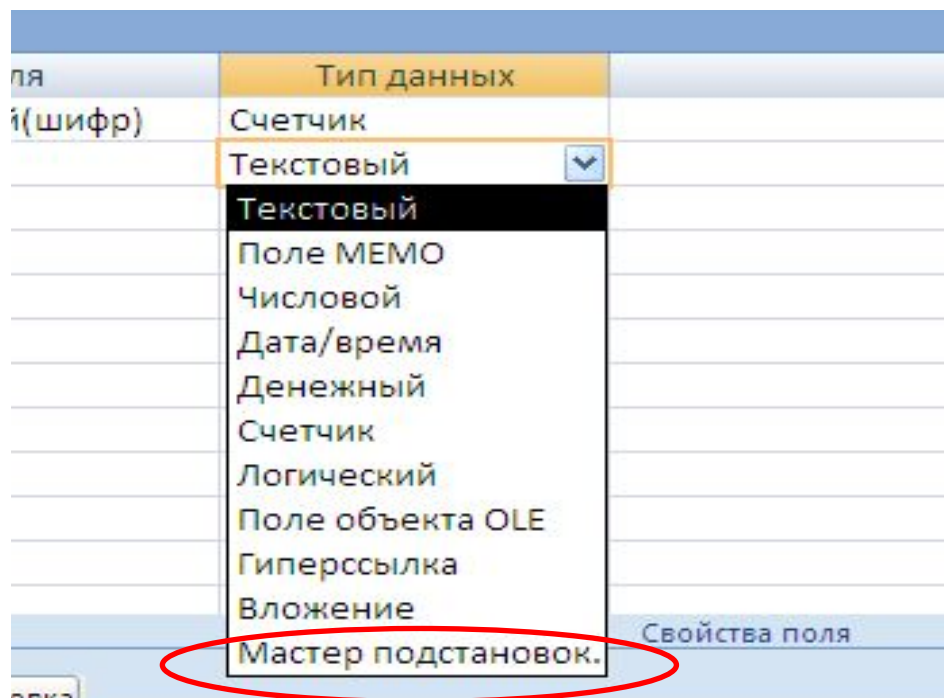 ля Тип данных
й(шифр) Счетчик
Текстовый
Текстовый
Поле МЕМО
Числовой
Дата/время
Денежный
Счетчик
Логический
Поле объекта OLE
Гиперссылка
Вложение
Свойства поля
Мастер подстановок.